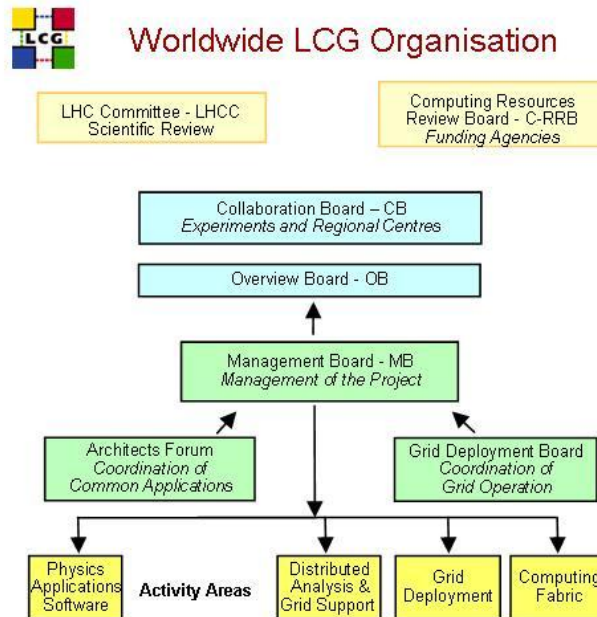 LCG
Worldwide LCG Organisation
LHC Committee - LHCC
Scientific Review
Computing Resources
Review Board - C-RRB
Funding Agencies
Collaboration Board – CB
Experiments and Regional Centres
Overview Board - OB
Management Board - MB
Management of the Project
Architects Forum
Coordination of
Common Applications
Grid Deployment Board
Coordination of
Grid Operation
Physics
Applications
Software
Activity Areas
Distributed
Analysis &
Grid Support
Grid
Deployment
Computing
Fabric